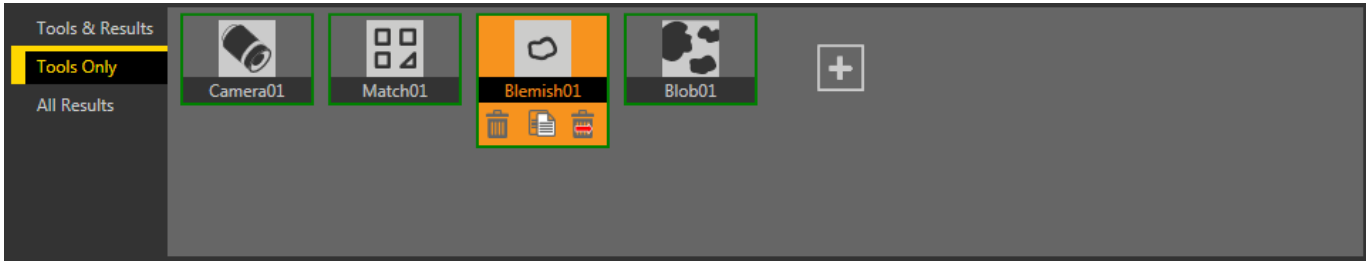 Tools & Results
Tools Only
All Results
Camera01
Match01
Blemish01
Blob01